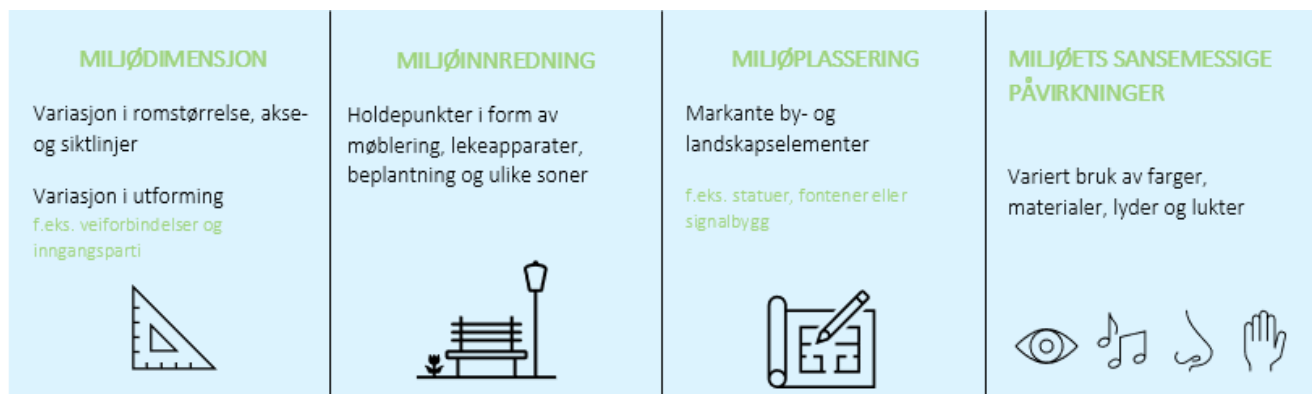 MILJØDIMENSJON
Variasjon i romstørrelse, akse-
og siktlinjer
Variasjon i utforming
f.eks. veiforbindelser og
inngangsparti
MILJØINNREDNING
Holdepunkter i form av
møblering, lekeapparater,
beplantning og ulike soner
MILJØPLASSERING
Markante by- og
landskapselementer
f.eks. statuer, fontener eller
signalbygg
MILJØETS SANSEMESSIGE
PÅVIRKNINGER
Variert bruk av farger,
materialer, lyder og lukter